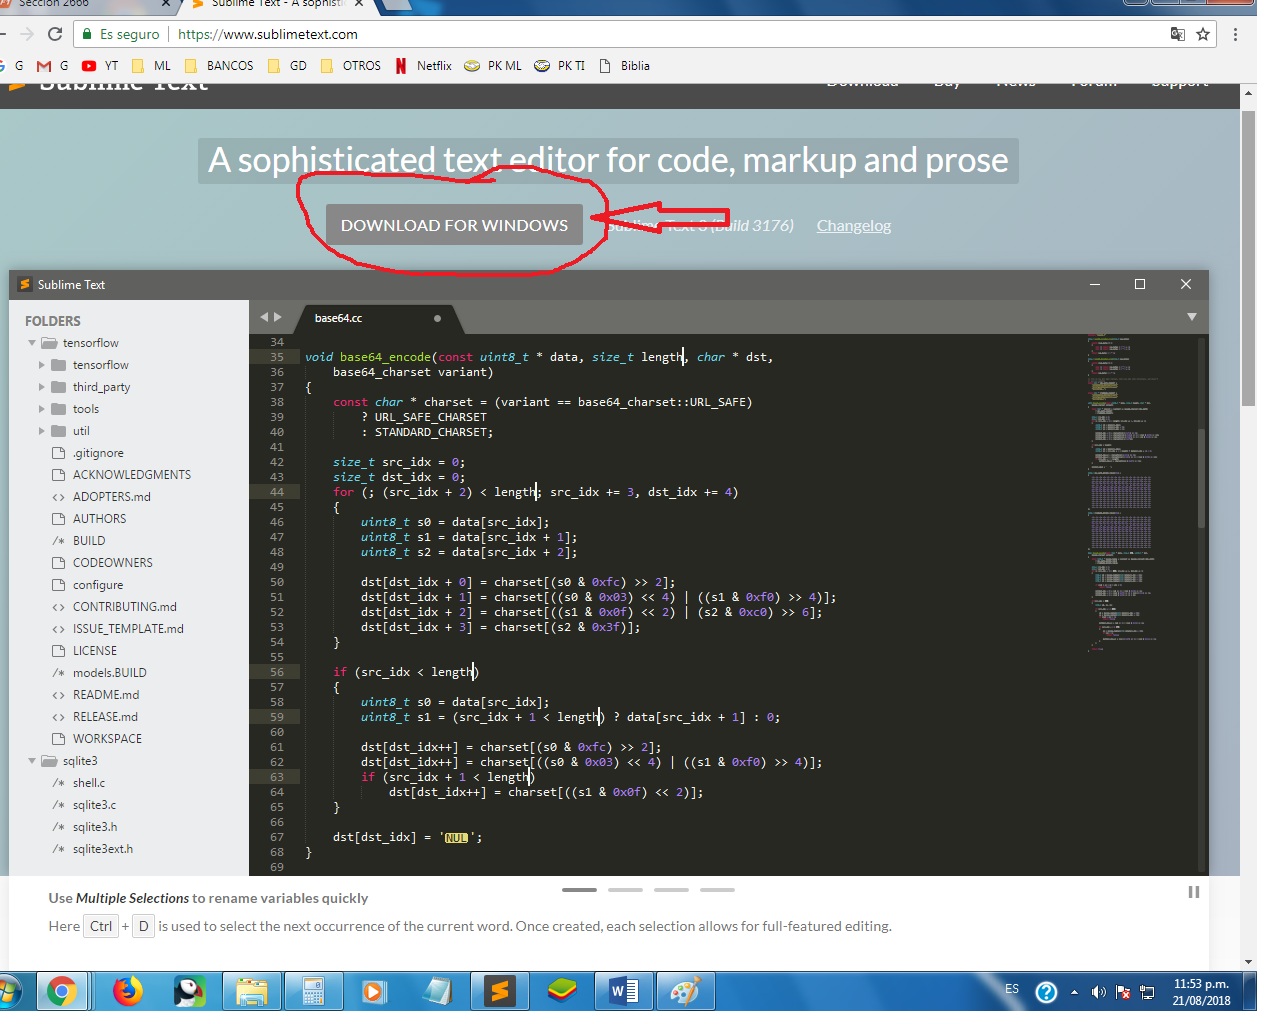 Seccion 2666
Sublime Text - A sophisti
Es seguro | https://www.sublimetext.com
G G YT ML BANCOS GD OTROS Netflix PK ML PK TI Biblia
Sublime Text Download Buy News Forum Support
A sophisticated text editor for code, markup and prose
DOWNLOAD FOR WINDOWS Sublime Text 3 (Build 3176) Changelog
Sublime Text
FOLDERS
tensorflow
tensorflow
third_party
tools
util
.gitignore
ACKNOWLEDGMENTS
<> ADOPTERS.md
AUTHORS
/* BUILD
CODEOWNERS
configure
<> CONTRIBUTING.md
<> ISSUE_TEMPLATE.md
LICENSE
/* models.BUILD
<> README.md
<> RELEASE.md
WORKSPACE
sqlite3
/* shell.c
/* sqlite3.c
/* sqlite3.h
/* sqlite3ext.h
base64.cc
34
35 void base64_encode(const uint8_t * data, size_t length, char * dst,
36 base64_charset variant)
37 {
38 const char * charset = (variant == base64_charset::URL_SAFE)
39 ? URL_SAFE_CHARSET
40 : STANDARD_CHARSET;
41
42 size_t src_idx = 0;
43 size_t dst_idx = 0;
44 for (; (src_idx + 2) < length; src_idx += 3, dst_idx += 4)
45 {
46 uint8_t s0 = data[src_idx];
47 uint8_t s1 = data[src_idx + 1];
48 uint8_t s2 = data[src_idx + 2];
49
50 dst[dst_idx + 0] = charset[(s0 & 0xfc) >> 2];
51 dst[dst_idx + 1] = charset[((s0 & 0x03) << 4) | ((s1 & 0xf0) >> 4)];
52 dst[dst_idx + 2] = charset[((s1 & 0x0f) << 2) | (s2 & 0xc0) >> 6];
53 dst[dst_idx + 3] = charset[(s2 & 0x3f)];
54 }
55
56 if (src_idx < length)
57 {
58 uint8_t s0 = data[src_idx];
59 uint8_t s1 = (src_idx + 1 < length) ? data[src_idx + 1] : 0;
60
61 dst[dst_idx++] = charset[(s0 & 0xfc) >> 2];
62 dst[dst_idx++] = charset[((s0 & 0x03) << 4) | ((s1 & 0xf0) >> 4)];
63 if (src_idx + 1 < length)
64 dst[dst_idx++] = charset[((s1 & 0x0f) << 2)];
65 }
66
67 dst[dst_idx] = 'NUL';
68 }
69
Use Multiple Selections to rename variables quickly
Here Ctrl + D is used to select the next occurrence of the current word. Once created, each selection allows for full-featured editing.
ES
11:53 p.m.
21/08/2018